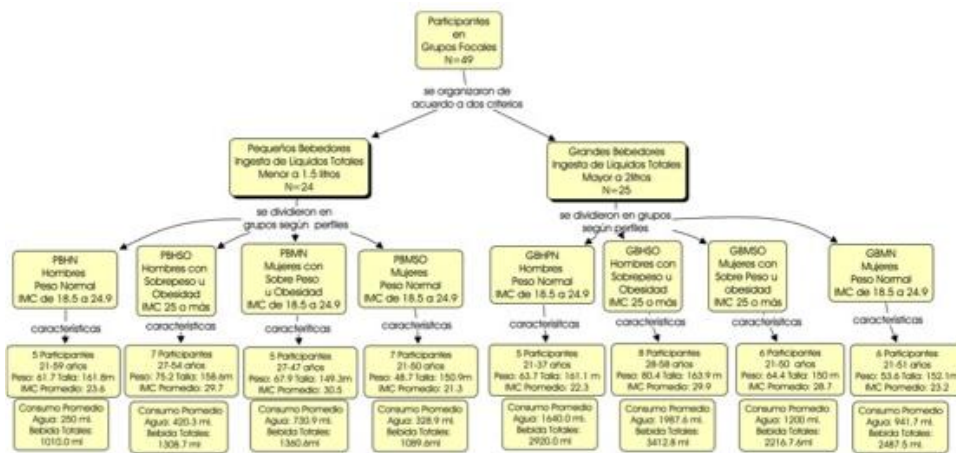 Participantes
en
Grupos Focales
N=49
se organizaron de
acuerdo a dos criterios
Pequeños Bebedores
Ingesta de Líquidos Totales
Menor a 1.5 litros
N=24
Grandes Bebedores
Ingesta de Líquidos Totales
Mayor a 2litros
N=25
se dividieron en
grupos según perfiles
se dividieron en grupos
según perfiles
PBHN
Hombres
Peso Normal
IMC de 18.5 a 24.9
PBHSO
Hombres con
Sobrepeso u
Obesidad
IMC 25 o más
PBMN
Mujeres con
Sobre Peso
u Obesidad
IMC de 18.5 a 24.9
PBMSO
Mujeres
Peso Normal
IMC de 18.5 a 24.9
GBHPN
Hombres
Peso Normal
IMC de 18.5 a 24.9
GBHSO
Hombres con
Sobrepeso u
Obesidad
IMC 25 o más
GBMSO
Mujeres con
Sobre Peso u
obesidad
IMC 25 o más
GBMN
Mujeres
Peso Normal
IMC de 18.5 a 24.9
características
características
características
características
características
características
características
características
5 Participantes
21-59 años
Peso: 61.7 Talla: 161.8m
IMC Promedio: 23.6
7 Participantes
27-54 años
Peso: 75.2 Talla: 158.6m
IMC Promedio: 29.7
5 Participantes
27-47 años
Peso: 67.9 Talla: 149.3m
IMC Promedio: 30.5
7 Participantes
21-50 años
Peso: 48.7 Talla: 150.9m
IMC Promedio: 21.3
5 Participantes
21-37 años
Peso: 63.7 Talla: 161.1 m
IMC Promedio: 22.3
8 Participantes
28-58 años
Peso: 80.4 Talla: 163.9 m
IMC Promedio: 29.9
6 Participantes
21-50 años
Peso: 64.4 Talla: 150 m
IMC Promedio: 28.7
6 Participantes
21-51 años
Peso: 53.6 Talla: 152.1m
IMC Promedio: 23.2
Consumo Promedio
Agua: 250 ml.
Bebida Totales:
1010.0 ml
Consumo Promedio
Agua: 420.3 ml.
Bebida Totales:
1308.7 ml
Consumo Promedio
Agua: 730.9 ml.
Bebida Totales:
1360.6ml
Consumo Promedio
Agua: 328.9 ml.
Bebida Totales:
1089.6ml
Consumo Promedio
Agua: 1640.0 ml.
Bebida Totales:
2920.0 ml
Consumo Promedio
Agua: 1987.6 ml.
Bebida Totales:
3412.8 ml
Consumo Promedio
Agua: 1200 ml.
Bebida Totales:
2216.7.6ml
Consumo Promedio
Agua: 941.7 ml.
Bebida Totales:
2487.5 ml.